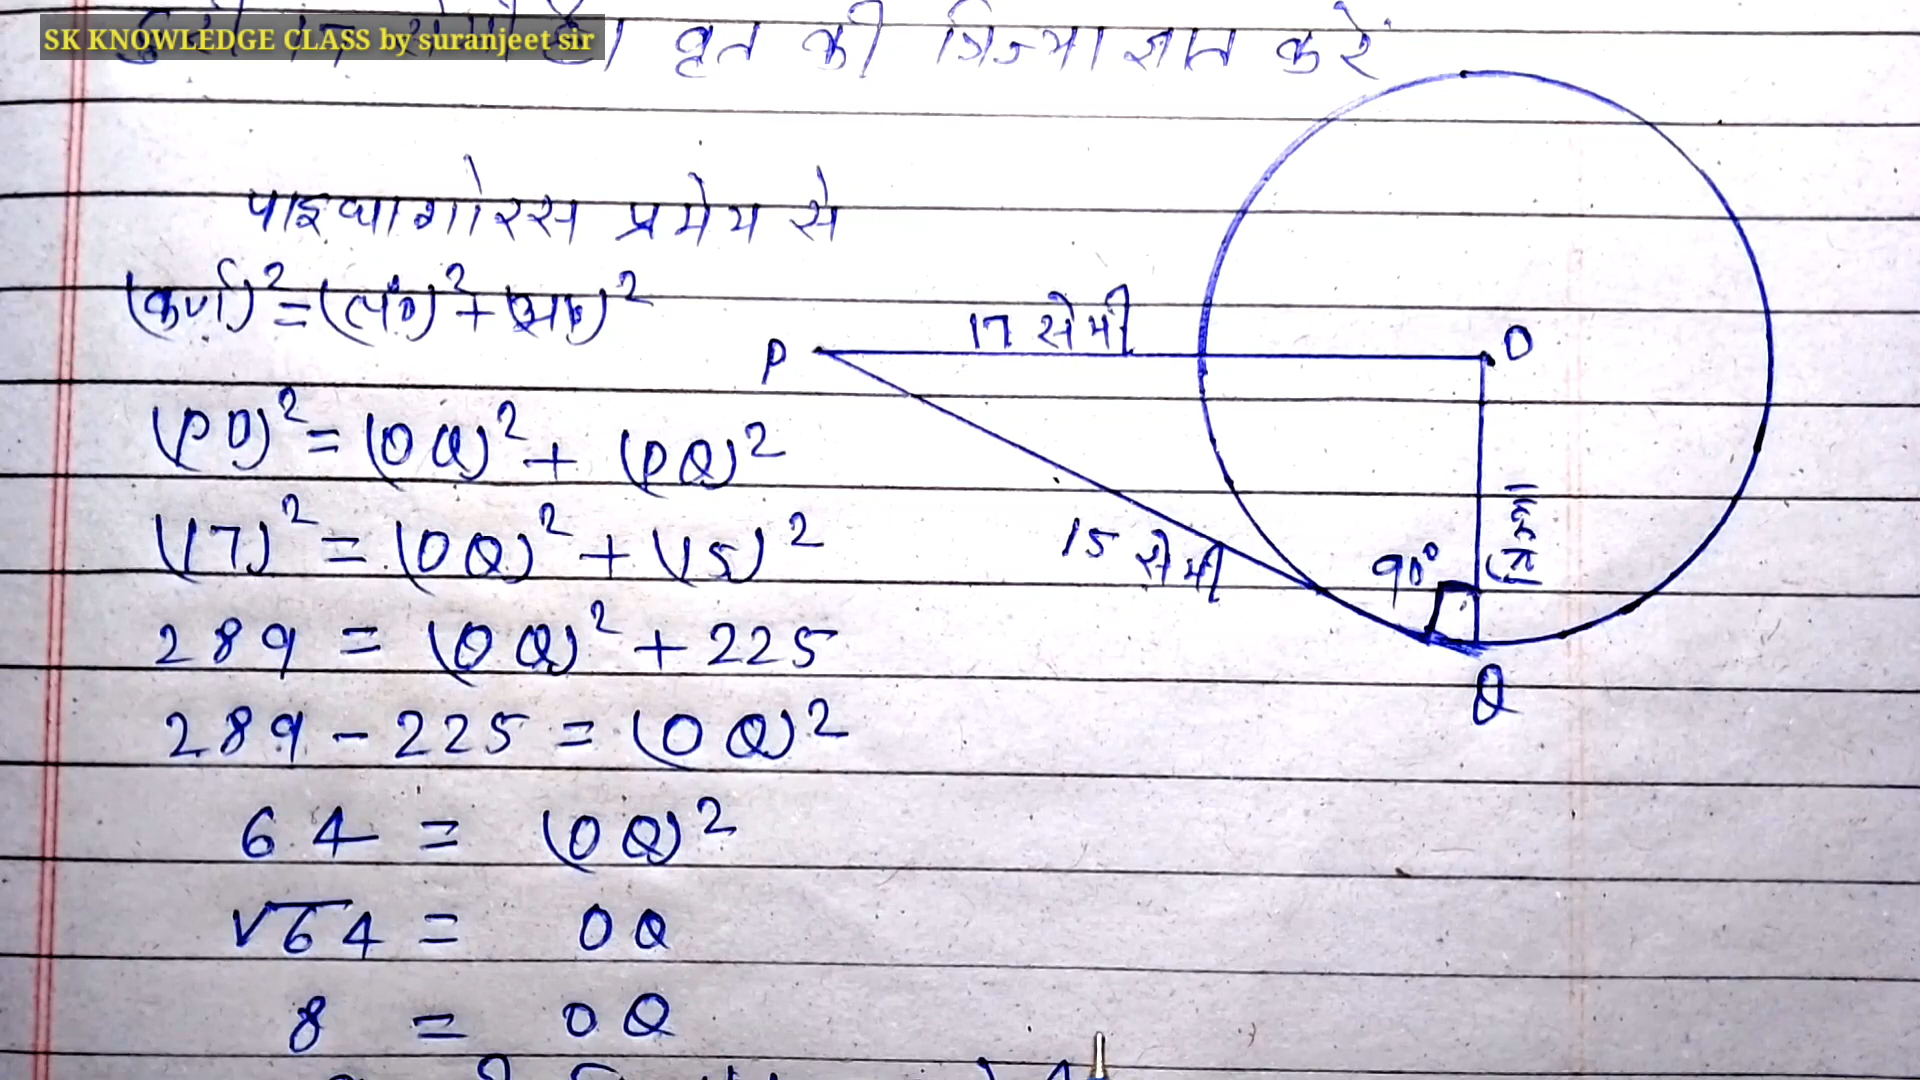 SK KNOWLEDGE CLASS by suranjeet sir
वृत की त्रिज्या ज्ञात करें
पाइथागोरस प्रमेय से
(कर्ण)² = (लंब)² + (आ)²
P 17 सेमी O
(PO)² = (OQ)² + (PQ)²
(17)² = (OQ)² + (15)²
15 सेमी 90°
289 = (OQ)² + 225
Q
289 - 225 = (OQ)²
64 = (OQ)²
√64 = OQ
8 = OQ